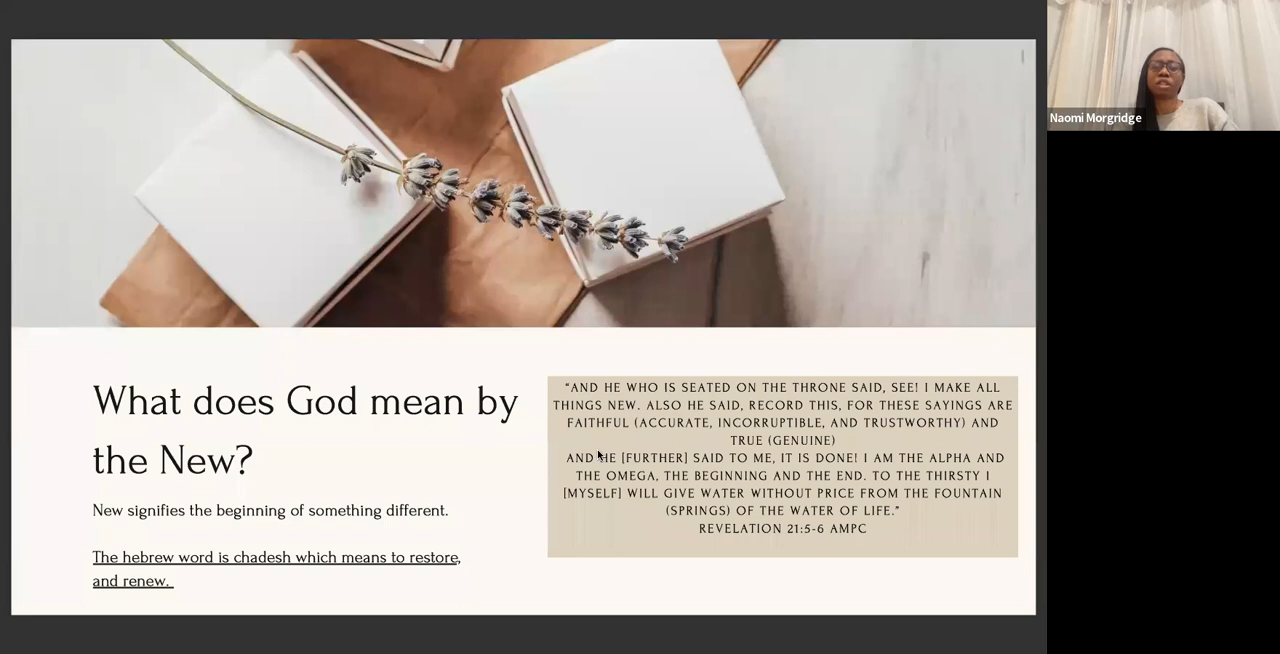 Naomi Morgridge
What does God mean by
the New?
New signifies the beginning of something different.
The hebrew word is chadesh which means to restore,
and renew.
“AND HE WHO IS SEATED ON THE THRONE SAID, SEE! I MAKE ALL
THINGS NEW. ALSO HE SAID, RECORD THIS, FOR THESE SAYINGS ARE
FAITHFUL (ACCURATE, INCORRUPTIBLE, AND TRUSTWORTHY) AND
TRUE (GENUINE)
AND HE [FURTHER] SAID TO ME, IT IS DONE! I AM THE ALPHA AND
THE OMEGA, THE BEGINNING AND THE END. TO THE THIRSTY I
[MYSELF] WILL GIVE WATER WITHOUT PRICE FROM THE FOUNTAIN
(SPRINGS) OF THE WATER OF LIFE.”
REVELATION 21:5-6 AMPC